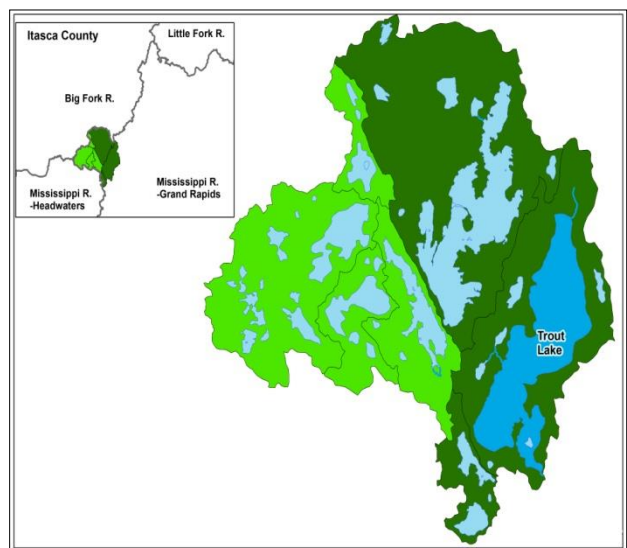 Itasca County
Little Fork R.
Big Fork R.
Mississippi R.
-Headwaters
Mississippi R.
-Grand Rapids
Trout
Lake